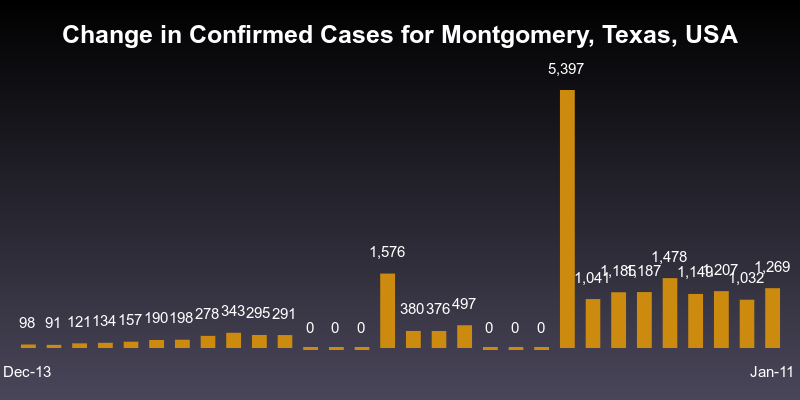 Change in Confirmed Cases for Montgomery, Texas, USA
5,397
1,576
1,478
1,269
1,041 1,187 1,149 1,207 1,032
98 91 121 134 157 190 198 278 343 295 291 0 0 0 380 376 497 0 0 0
Dec-13 Jan-11